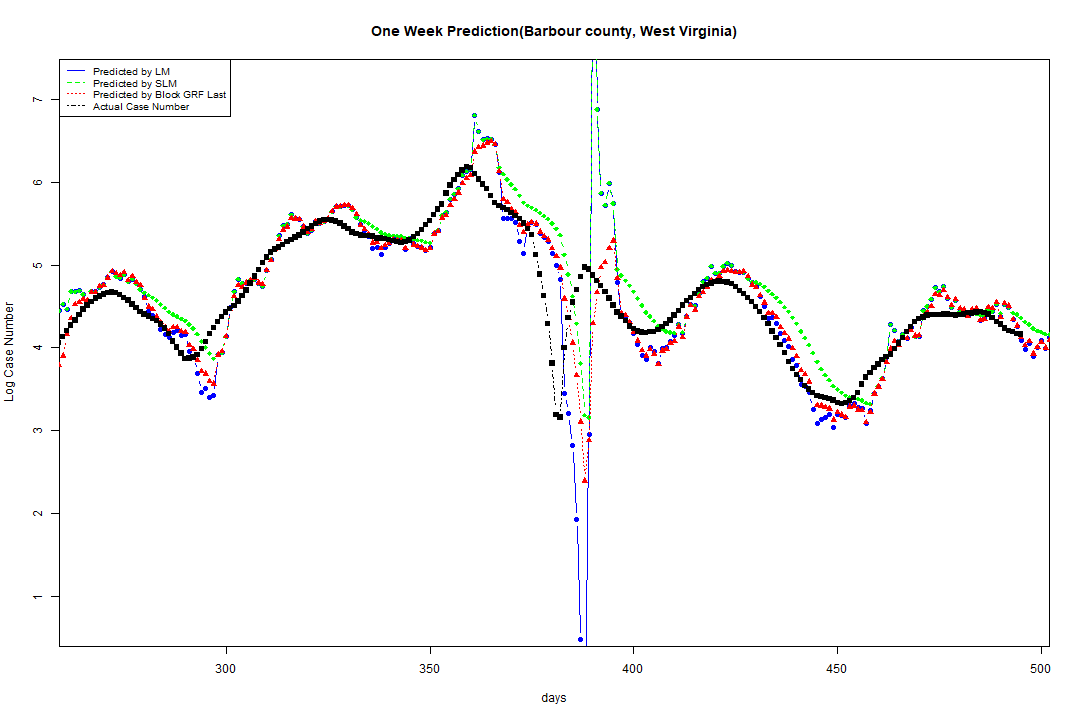 One Week Prediction(Barbour county, West Virginia)
Predicted by LM
Predicted by SLM
Predicted by Block GRF Last
Actual Case Number
Log Case Number
7
6
5
4
3
2
1
300 350 400 450 500
days